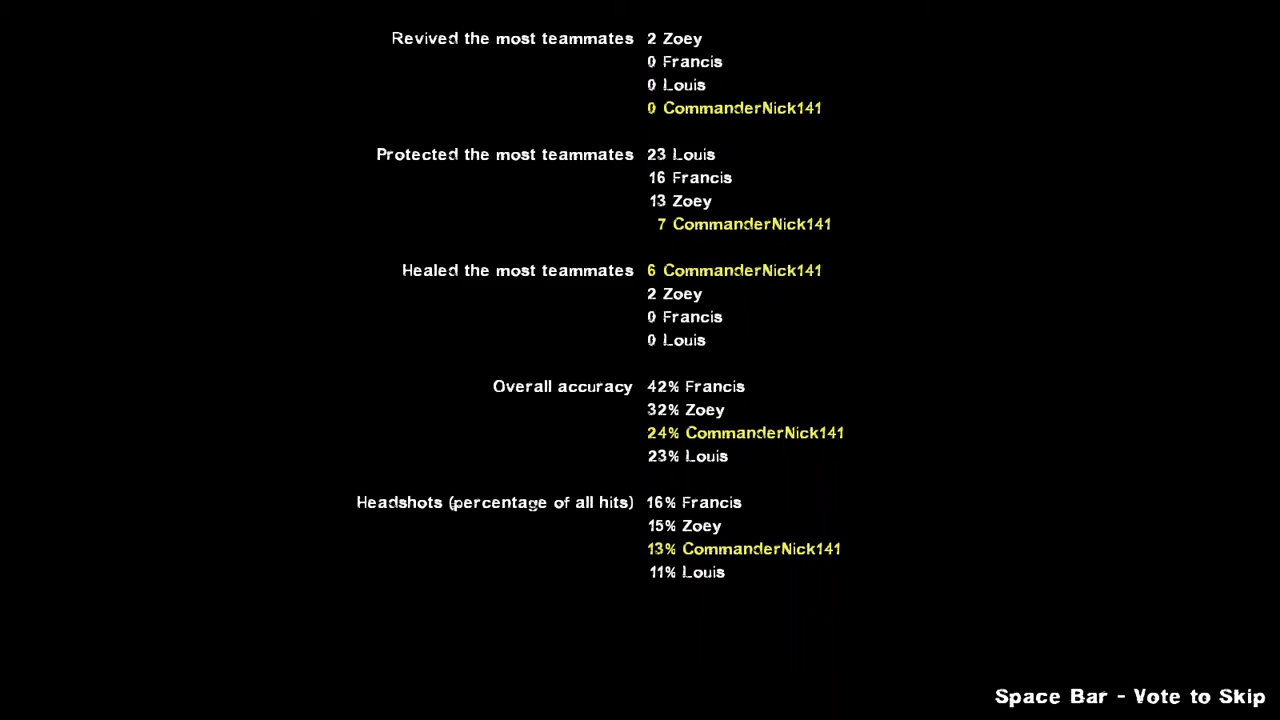 Revived the most teammates 2 Zoey
0 Francis
0 Louis
0 CommanderNick141
Protected the most teammates 23 Louis
16 Francis
13 Zoey
7 CommanderNick141
Healed the most teammates 6 CommanderNick141
2 Zoey
0 Francis
0 Louis
Overall accuracy 42% Francis
32% Zoey
24% CommanderNick141
23% Louis
Headshots (percentage of all hits) 16% Francis
15% Zoey
13% CommanderNick141
11% Louis
Space Bar - Vote to Skip